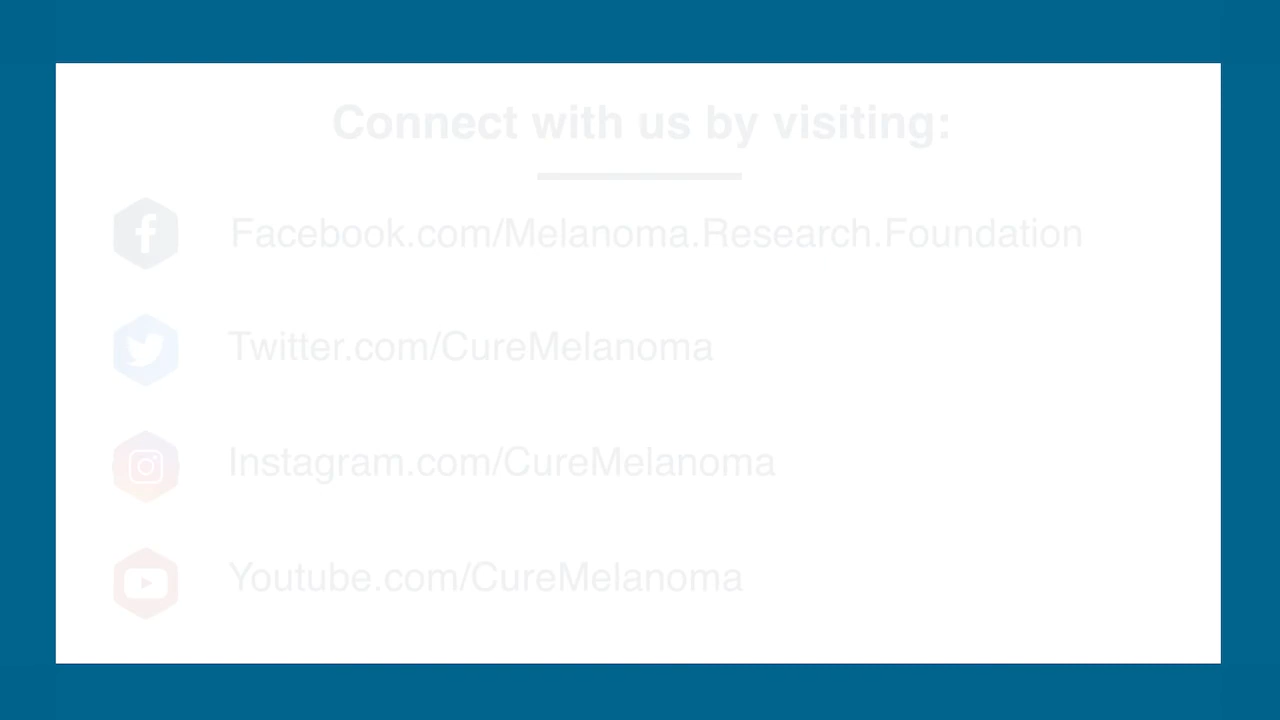 Connect with us by visiting:
Facebook.com/Melanoma.Research.Foundation
Twitter.com/CureMelanoma
Instagram.com/CureMelanoma
Youtube.com/CureMelanoma